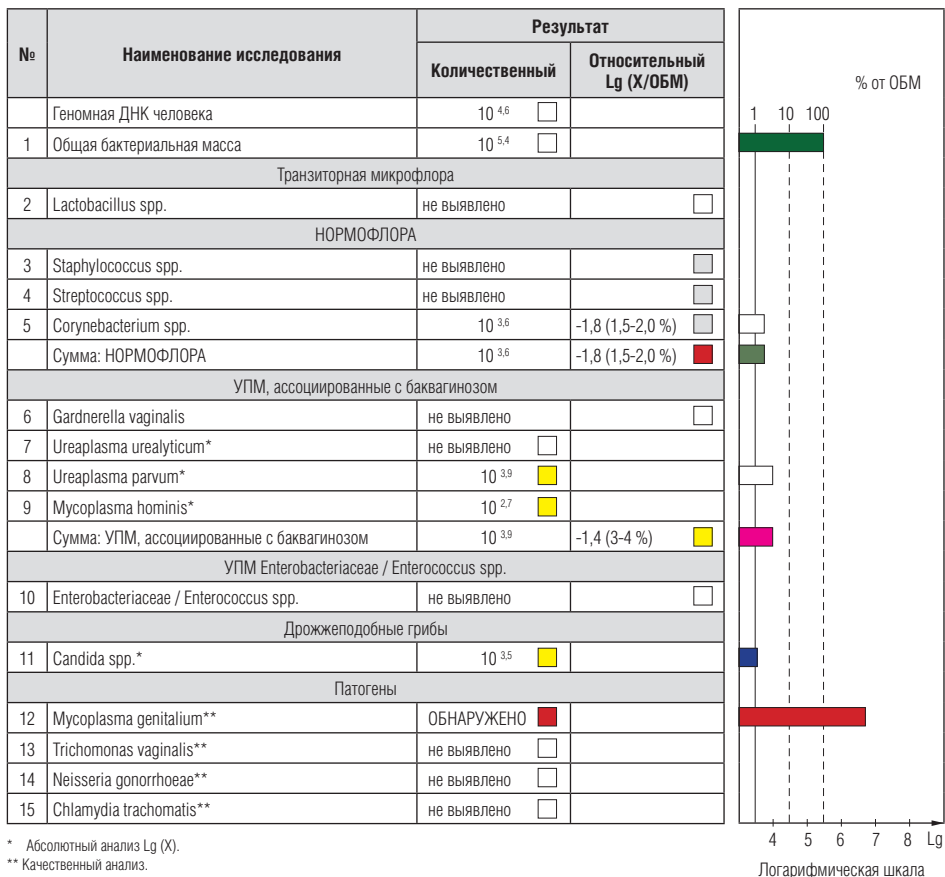 № Наименование исследования Результат
Количественный Относительный Lg (X/ОБМ)
Геномная ДНК человека 10 4,6
1 Общая бактериальная масса 10 5,4
Транзиторная микрофлора
2 Lactobacillus spp. не выявлено
НОРМОФЛОРА
3 Staphylococcus spp. не выявлено
4 Streptococcus spp. не выявлено
5 Corynebacterium spp. 10 3,6 -1,8 (1,5-2,0 %)
Сумма: НОРМОФЛОРА 10 3,6 -1,8 (1,5-2,0 %)
УПМ, ассоциированные с баквагинозом
6 Gardnerella vaginalis не выявлено
7 Ureaplasma urealyticum* не выявлено
8 Ureaplasma parvum* 10 3,9
9 Mycoplasma hominis* 10 2,7
Сумма: УПМ, ассоциированные с баквагинозом 10 3,9 -1,4 (3-4 %)
УПМ Enterobacteriaceae / Enterococcus spp.
10 Enterobacteriaceae / Enterococcus spp. не выявлено
Дрожжеподобные грибы
11 Candida spp.* 10 3,5
Патогены
12 Mycoplasma genitalium** ОБНАРУЖЕНО
13 Trichomonas vaginalis** не выявлено
14 Neisseria gonorrhoeae** не выявлено
15 Chlamydia trachomatis** не выявлено
* Абсолютный анализ Lg (X).
** Качественный анализ.
% от ОБМ
1 10 100
4 5 6 7 8 Lg
Логарифмическая шкала